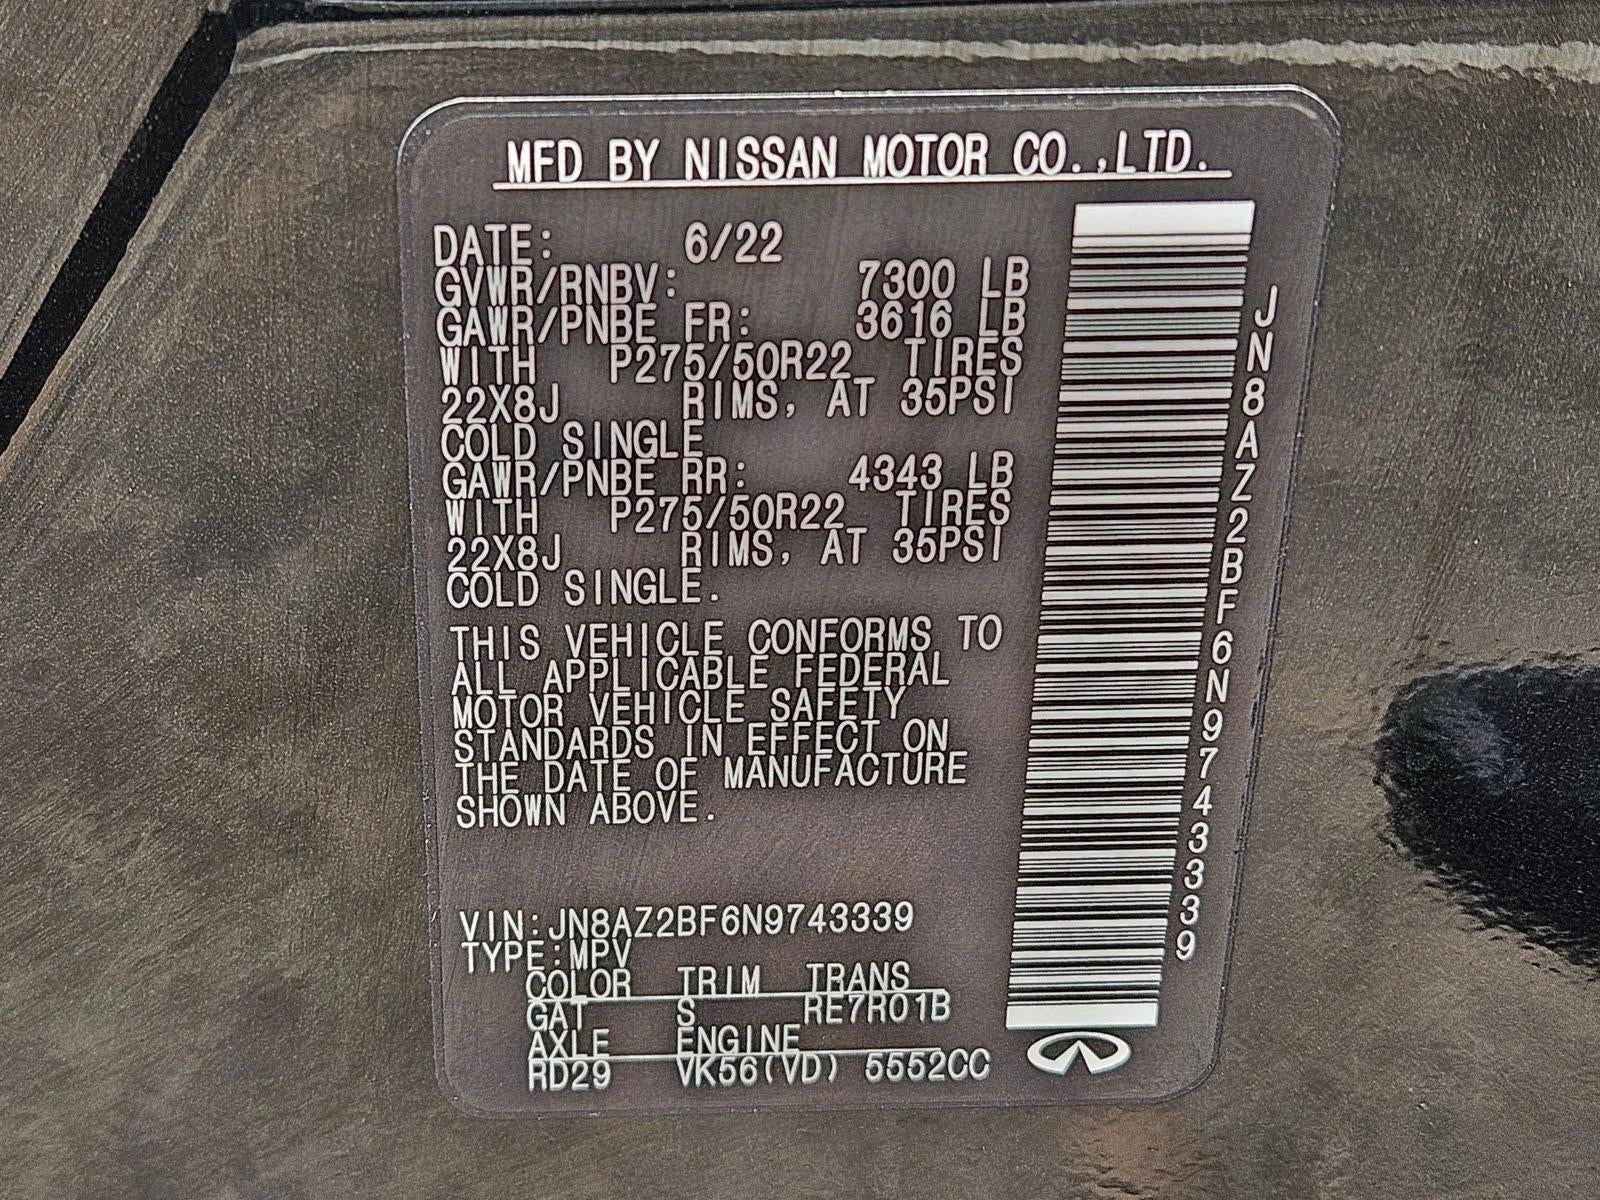 MFD BY NISSAN MOTOR CO.,LTD.
DATE: 6/22
GVWR/RNBV: 7300 LB
GAWR/PNBE FR: 3616 LB
WITH P275/50R22 TIRES
22X8J RIMS, AT 35PSI
COLD SINGLE
GAWR/PNBE RR: 4343 LB
WITH P275/50R22 TIRES
22X8J RIMS, AT 35PSI
COLD SINGLE.
THIS VEHICLE CONFORMS TO
ALL APPLICABLE FEDERAL
MOTOR VEHICLE SAFETY
STANDARDS IN EFFECT ON
THE DATE OF MANUFACTURE
SHOWN ABOVE.
VIN:JN8AZ2BF6N9743339
TYPE:MPV
COLOR TRIM TRANS
GAT S RE7R01B
AXLE ENGINE
RD29 VK56(VD) 5552CC
JN8AZ2BF6N9743339